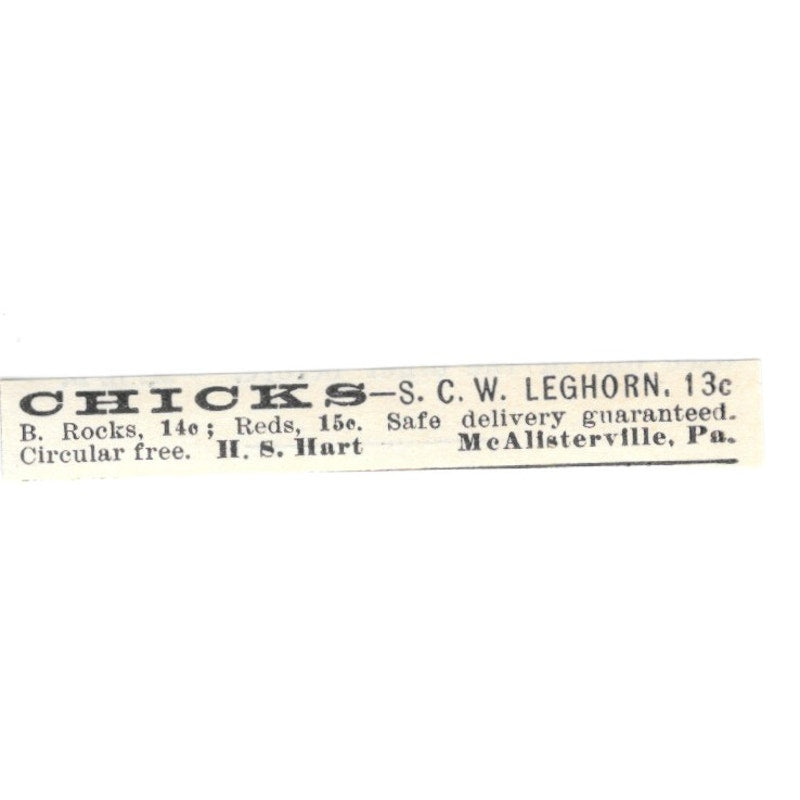 CHICKS—S. C. W. LEGHORN, 13c
B. Rocks, 14c; Reds, 15c. Safe delivery guaranteed.
Circular free. H. S. Hart McAlisterville, Pa.